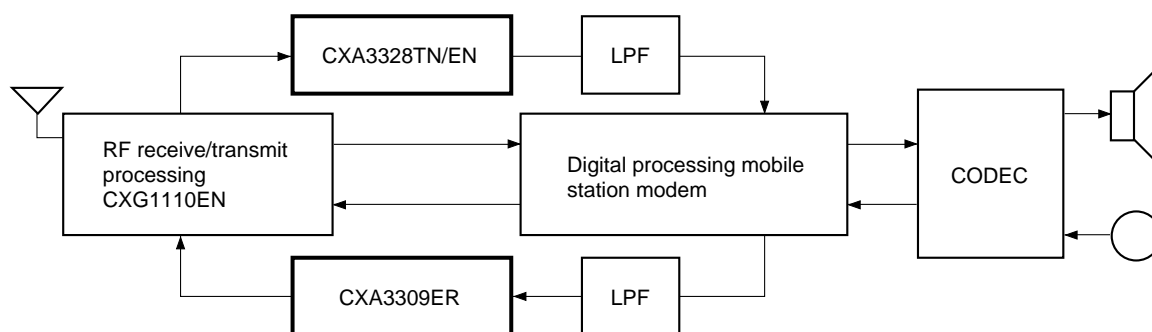 CXA3328TN/EN
LPF
RF receive/transmit
processing
CXG1110EN
Digital processing mobile
station modem
CODEC
CXA3309ER
LPF